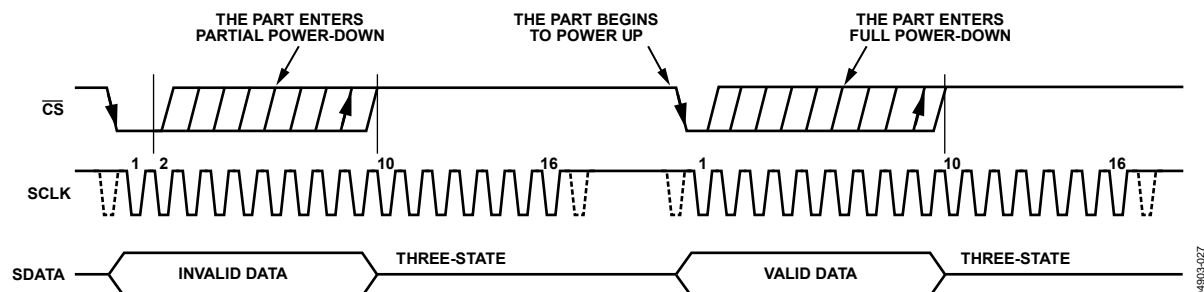 THE PART ENTERS
PARTIAL POWER-DOWN
THE PART BEGINS
TO POWER UP
THE PART ENTERS
FULL POWER-DOWN
CS
1 2 10 16 1 10 16
SCLK
SDATA INVALID DATA THREE-STATE VALID DATA THREE-STATE
4903-027